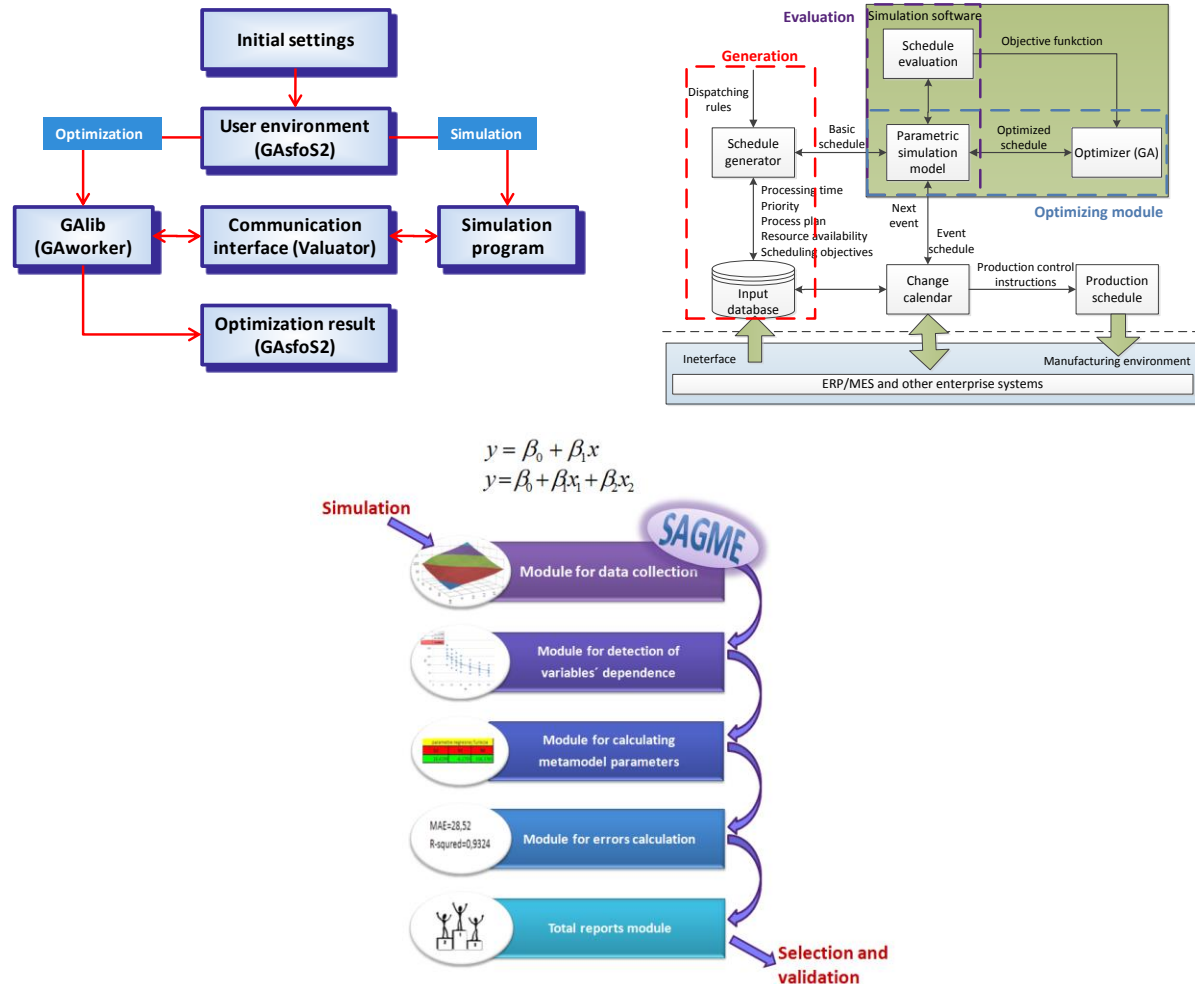 Initial settings
Optimization
User environment
(GAsfoS2)
Simulation
GAlib
(GAworker)
Communication
interface (Valuator)
Simulation
program
Optimization result
(GAsfoS2)
Evaluation
Simulation software
Schedule
evaluation
Objective funkction
Generation
Dispatching
rules
Schedule
generator
Basic
schedule
Parametric
simulation
model
Optimized
schedule
Optimizer (GA)
Optimizing module
Processing time
Priority
Process plan
Resource availability
Scheduling objectives
Next
event
Event
schedule
Input
database
Change
calendar
Production control
instructions
Production
schedule
Ineterface
Manufacturing environment
ERP/MES and other enterprise systems
y = β₀ + β₁x
y = β₀ + β₁x₁ + β₂x₂
Simulation
SAGME
Module for data collection
Module for detection of
variables´ dependence
Module for calculating
metamodel parameters
MAE=28,52
R-squred=0,9324
Module for errors calculation
Total reports module
Selection and
validation